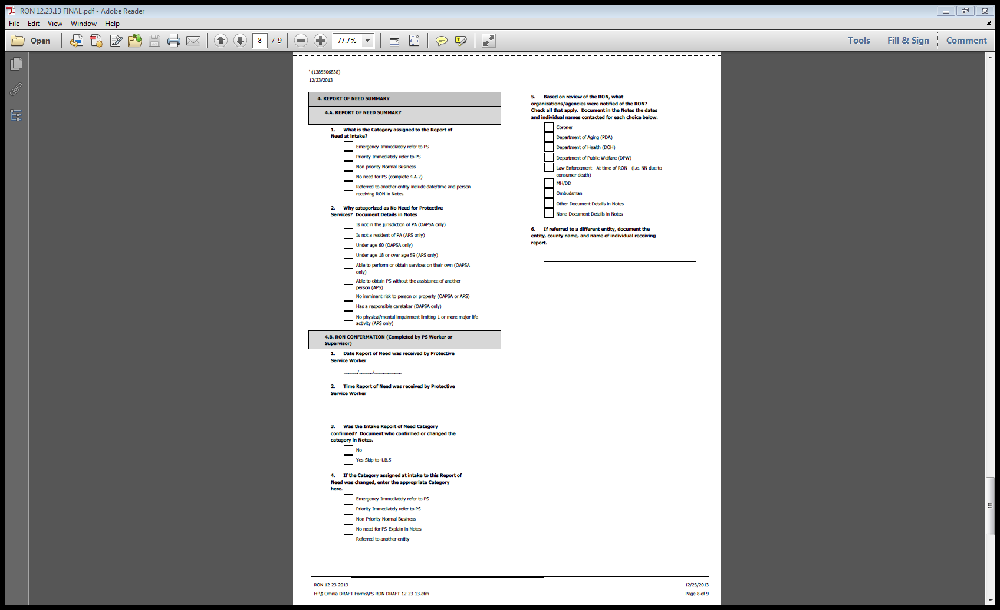 RON 12.23.13 FINAL.pdf - Adobe Reader
File Edit View Window Help
Open 8 / 9 77.7% Tools Fill & Sign Comment
' (1385506838)
12/23/2013
4. REPORT OF NEED SUMMARY
4.A. REPORT OF NEED SUMMARY
1. What is the Category assigned to the Report of
Need at intake?
Emergency-Immediately refer to PS
Priority-Immediately refer to PS
Non-priority-Normal Business
No need for PS (complete 4.A.2)
Referred to another entity-include date/time and person
receiving RON in Notes.
2. Why categorized as No Need for Protective
Services? Document Details in Notes
Is not in the jurisdiction of PA (OAPSA only)
Is not a resident of PA (APS only)
Under age 60 (OAPSA only)
Under age 18 or over age 59 (APS only)
Able to perform or obtain services on their own (OAPSA
only)
Able to obtain PS without the assistance of another
person (APS)
No imminent risk to person or property (OAPSA or APS)
Has a responsible caretaker (OAPSA only)
No physical/mental impairment limiting 1 or more major life
activity (APS only)
4.B. RON CONFIRMATION (Completed by PS Worker or
Supervisor)
1. Date Report of Need was received by Protective
Service Worker
____/____/________
2. Time Report of Need was received by Protective
Service Worker
3. Was the Intake Report of Need Category
confirmed? Document who confirmed or changed the
category in Notes.
No
Yes-Skip to 4.B.5
4. If the Category assigned at intake to this Report of
Need was changed, enter the appropriate Category
here.
Emergency-Immediately refer to PS
Priority-Immediately refer to PS
Non-Priority-Normal Business
No need for PS-Explain in Notes
Referred to another entity
5. Based on review of the RON, what
organizations/agencies were notified of the RON?
Check all that apply. Document in the Notes the dates
and individual names contacted for each choice below.
Coroner
Department of Aging (PDA)
Department of Health (DOH)
Department of Public Welfare (DPW)
Law Enforcement - At time of RON - (i.e. NN due to
consumer death)
MH/DD
Ombudsman
Other-Document Details in Notes
None-Document Details in Notes
6. If referred to a different entity, document the
entity, county name, and name of individual receiving
report.
RON 12-23-2013 12/23/2013
H:\$ Omnia DRAFT Forms\PS RON DRAFT 12-23-13.afm Page 8 of 9